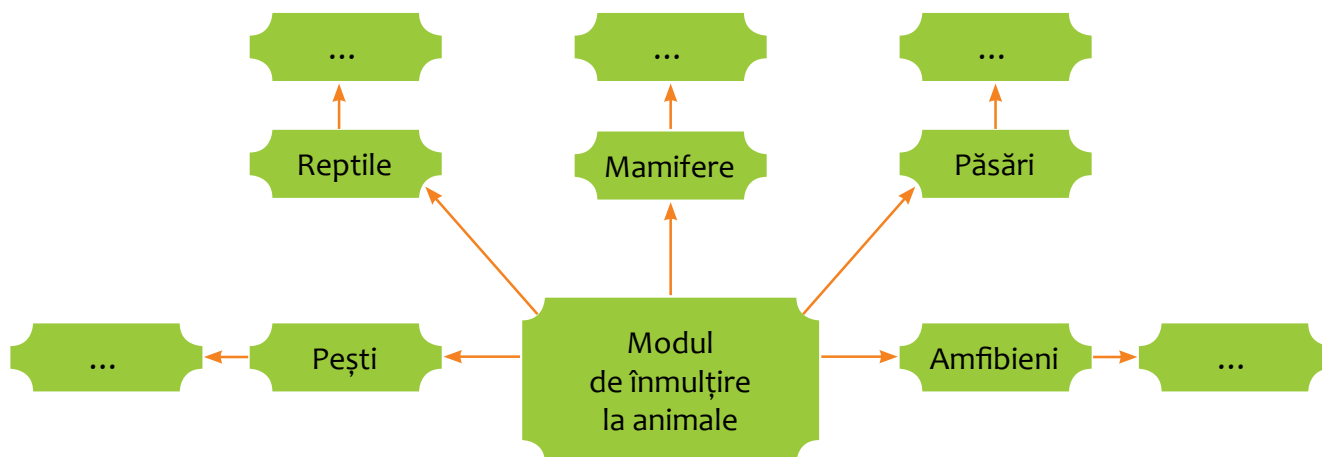 ...
...
...
Reptile
Mamifere
Păsări
...
Pești
Modul
de înmulțire
la animale
Amfibieni
...